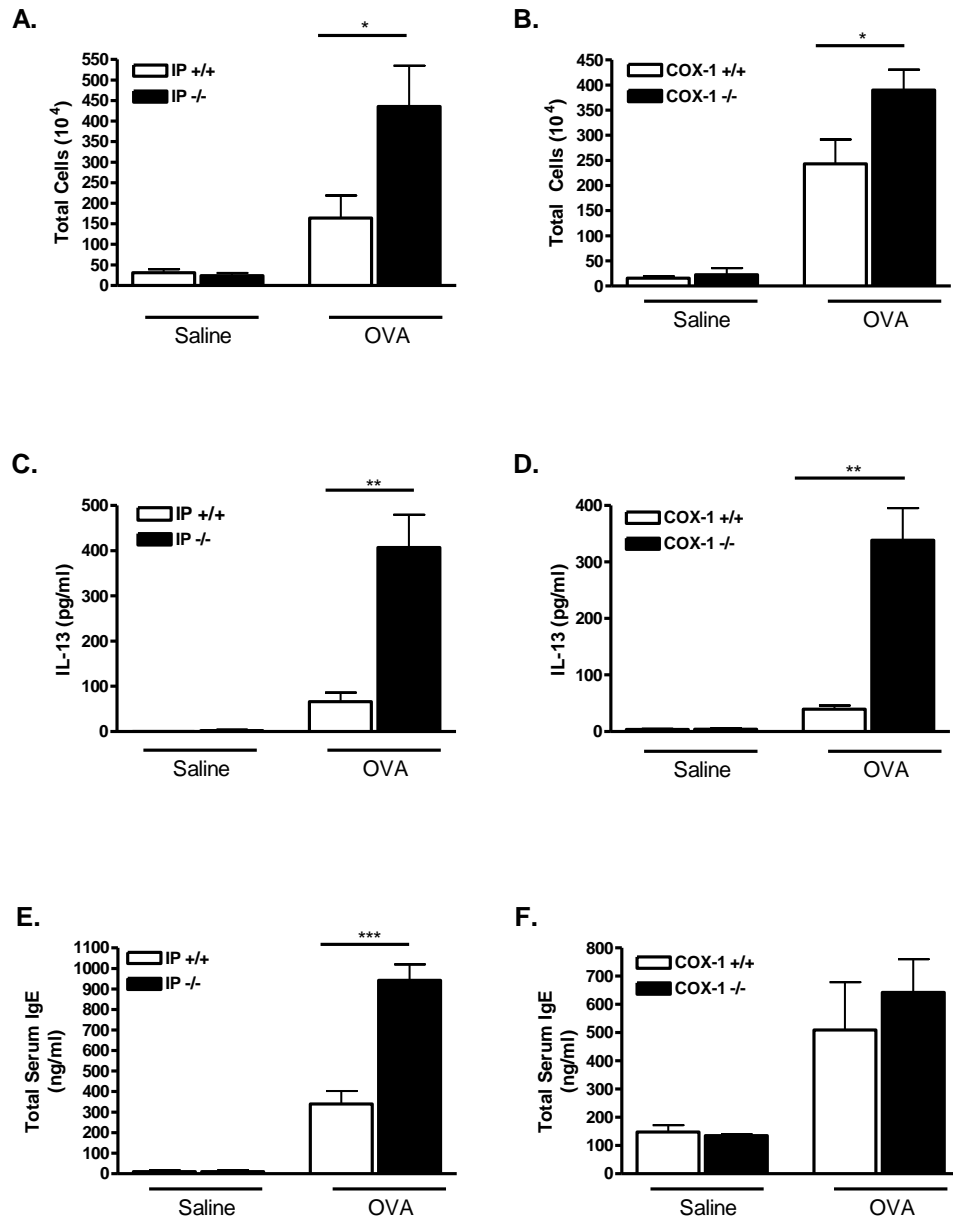 A.
*
550
500
450
400
350
300
250
200
150
100
50
0
Total Cells (10⁴)
IP +/+
IP -/-
Saline
OVA
B.
*
450
400
350
300
250
200
150
100
50
0
Total Cells (10⁴)
COX-1 +/+
COX-1 -/-
Saline
OVA
C.
**
500
400
300
200
100
0
IL-13 (pg/ml)
IP +/+
IP -/-
Saline
OVA
D.
**
400
300
200
100
0
IL-13 (pg/ml)
COX-1 +/+
COX-1 -/-
Saline
OVA
E.
***
1100
1000
900
800
700
600
500
400
300
200
100
0
Total Serum IgE
(ng/ml)
IP +/+
IP -/-
Saline
OVA
F.
800
700
600
500
400
300
200
100
0
Total Serum IgE
(ng/ml)
COX-1 +/+
COX-1 -/-
Saline
OVA